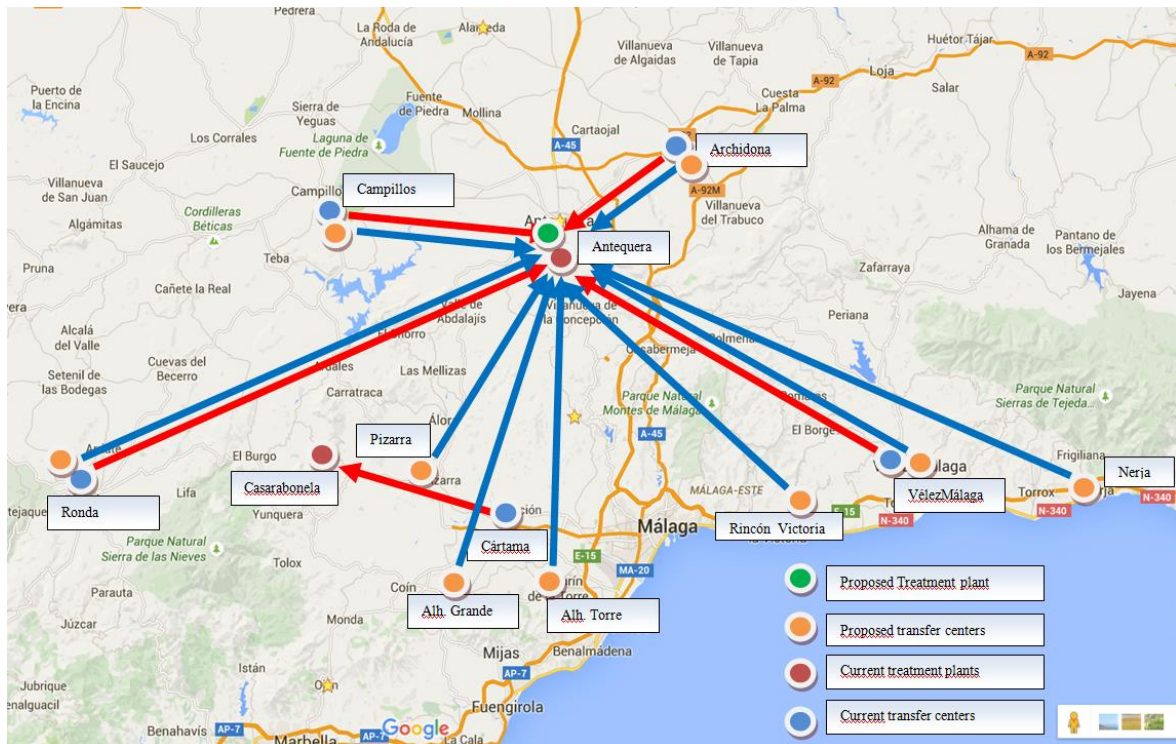 Pedrera
La Roda de
Andalucía
Alameda
Villanueva
de Algaidas
Villanueva
de Tapia
Huétor Tájar
A-92
Loja
A-92
Salar
Puerto de
la Encina
Sierra de
Yeguas
Fuente
de Piedra
Mollina
Cuesta
La Palma
Los Corrales
Laguna de
Fuente de Piedra
Cartaojal
A-45
Archidona
El Saucejo
Villanueva
de San Juan
Campillos
A-92M
Villanueva
del Trabuco
Algámitas
Cordilleras
Béticas
Antequera
Alhama de
Granada
Pantano de
los Bermejales
Pruna
Teba
Zafarraya
Cañete la Real
Jayena
Villanueva de
la Concepción
Valle de
Abdalajís
Periana
Alcalá
del Valle
Cuevas del
Becerro
Las Mellizas
Casabermeja
Setenil de
las Bodegas
Carratraca
Parque Natural
Montes de Málaga
Parque Natural
Sierras de Tejeda...
Pizarra
A-45
El Borge
Frigiliana
El Burgo
Casarabonela
MÁLAGA-ESTE
VélezMálaga
Torrox
Nerja
Ronda
Lifa
Yunquera
Cártama
Málaga
Rincón Victoria
E-15
N-340
N-340
Parque Natural
Sierra de las Nieves
Tolox
E-15
MA-20
Coín
Alh. Grande
Alh. Torre
Proposed Treatment plant
Parauta
Júzcar
Monda
Proposed transfer centers
Mijas
Benalmádena
Istán
AP-7
Current treatment plants
Jubrique
Fuengirola
Current transfer centers
Benahavís
AP-7
Marbella
Google
La Cala